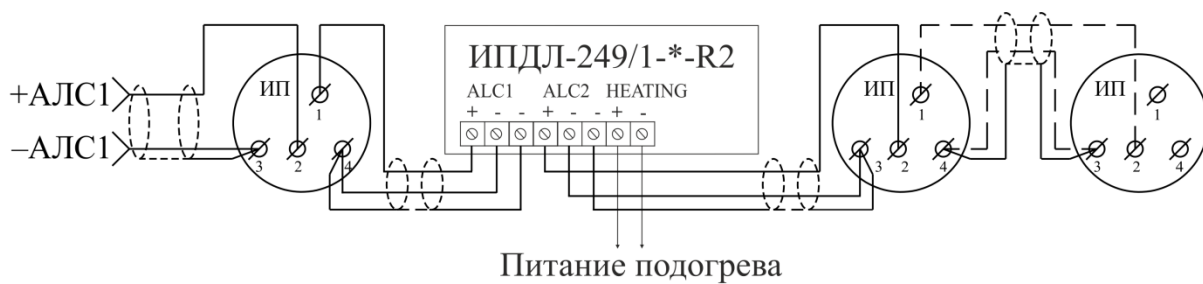 ИПДЛ-249/1-*-R2
ALC1 ALC2 HEATING
+ - - + - - + -
+АЛС1
–АЛС1
ИП
1
3 2 4
ИП
1
3 2 4
ИП
1
3 2 4
Питание подогрева